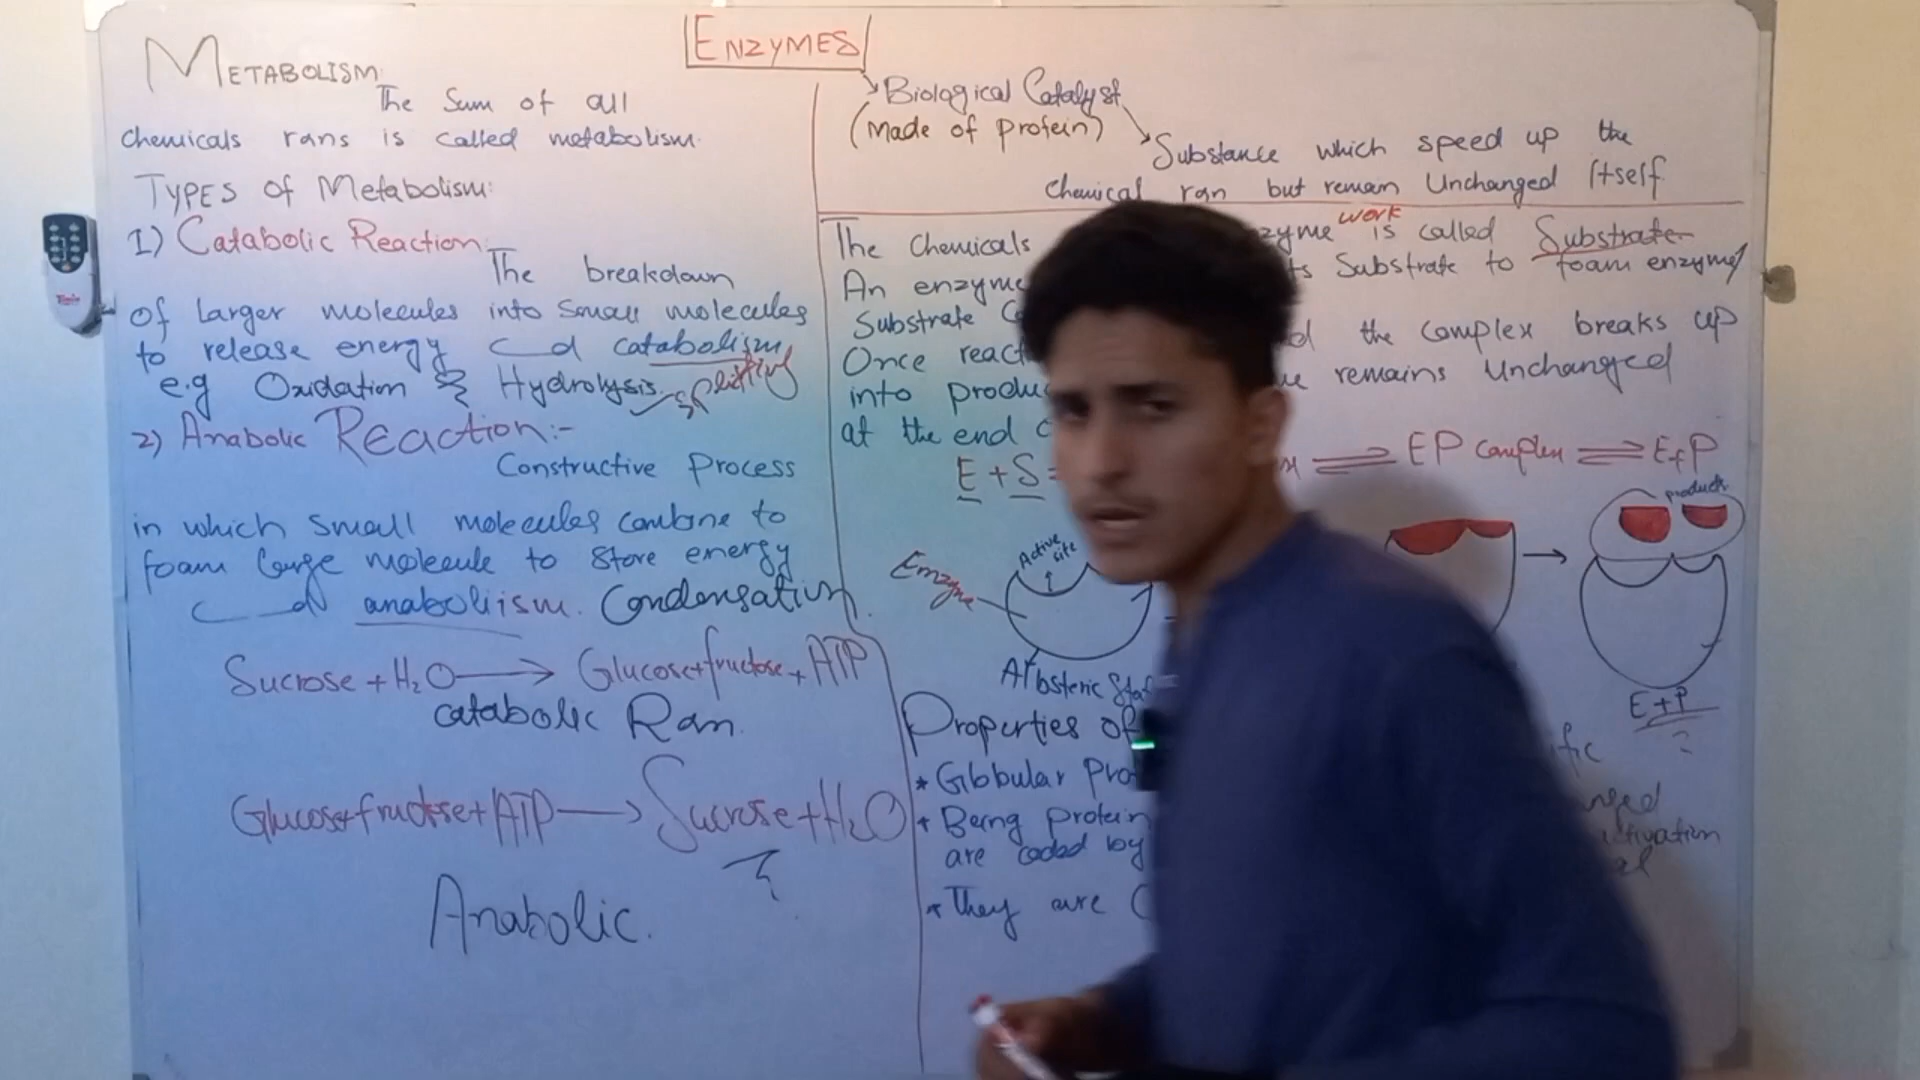 METABOLISM:
The Sum of all
chemicals rxns is called metabolism.
TYPES of Metabolism:
1) Catabolic Reaction:
The breakdown
of larger molecules into small molecules
to release energy catabolism
e.g Oxidation & Hydrolysis. splitting
2) Anabolic REACTION:-
Constructive Process
in which small molecules combine to
foam large molecule to store energy
anaboliism. Condensation.
Sucrose + H2O → Glucose+fructose+ATP
catabolic Rxn.
Glucose+fructose+ATP → Sucrose+H2O
Anabolic.
ENZYMES
Biological Catalyst
(Made of protein)
Substance which speed up the
chemical rxn but remain Unchanged Itself.
The Chemicals
work
zyme is called Substrate
An enzyme
ts Substrate to foam enzyme
Substrate
Once react
d the complex breaks up
into produ
remains unchanged
at the end
E + S
EP complex ⇌ E+P
products
Enzyme
Active site
Allosteric
E+P
Properties of
* Globular Pro
* Being protein
are coded by
* They are